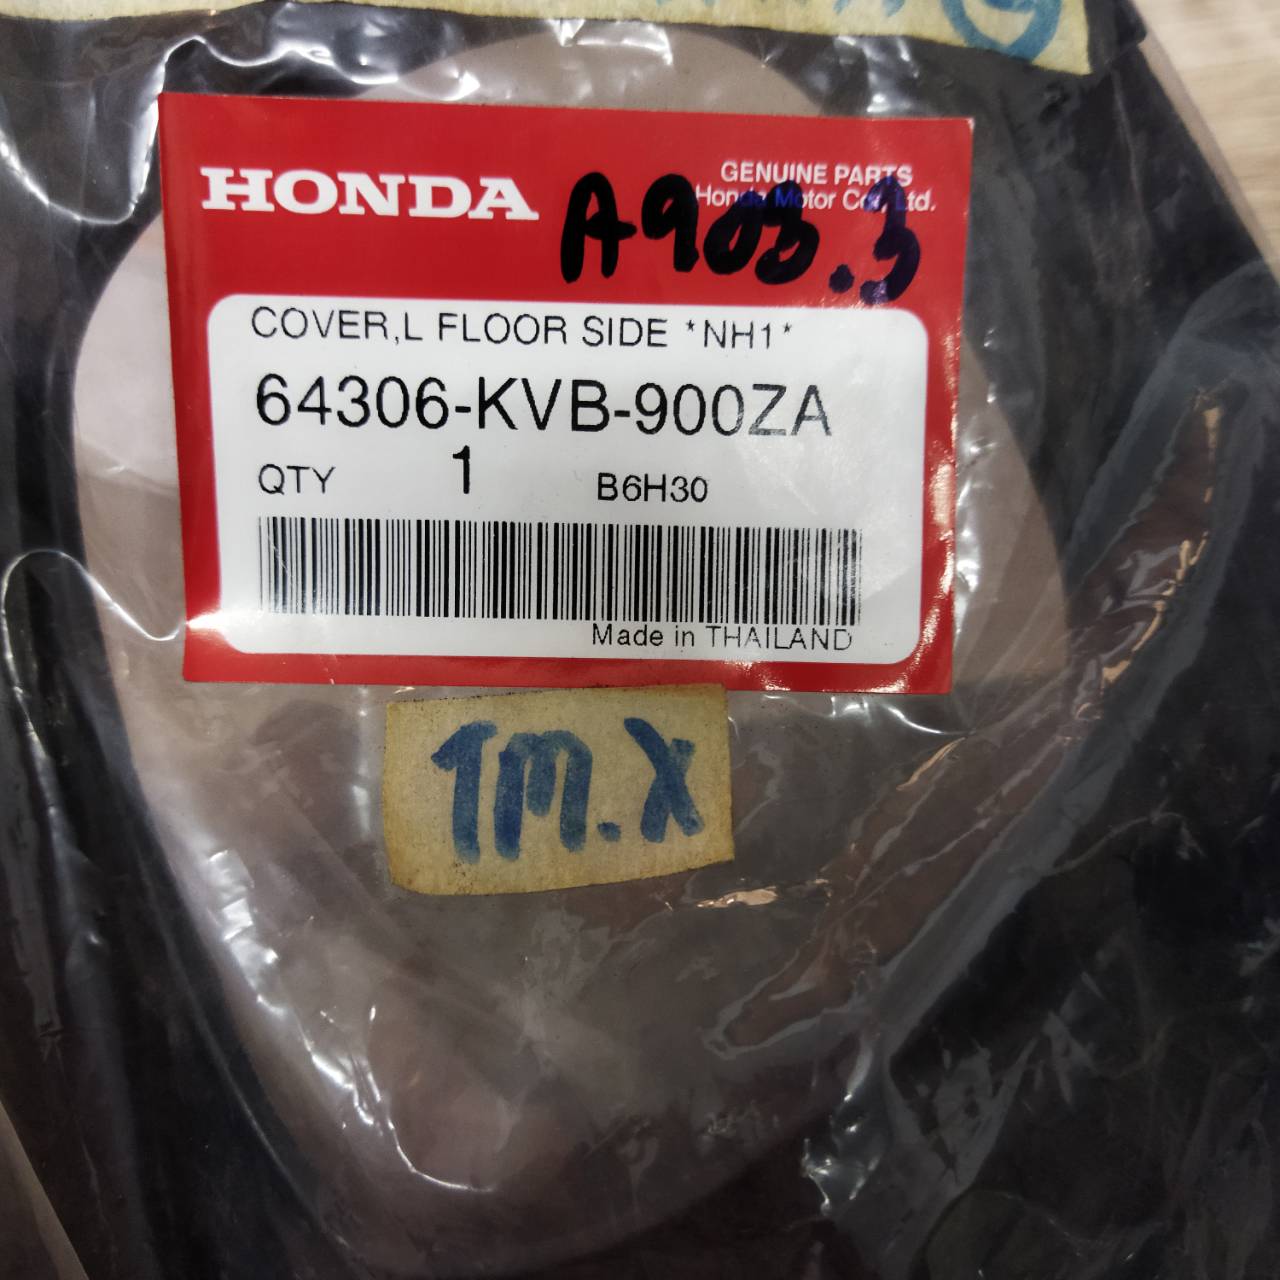 HONDA
GENUINE PARTS
Honda Motor Co., Ltd.
A903.3
COVER,L FLOOR SIDE *NH1*
64306-KVB-900ZA
QTY 1 B6H30
Made in THAILAND
TM.X